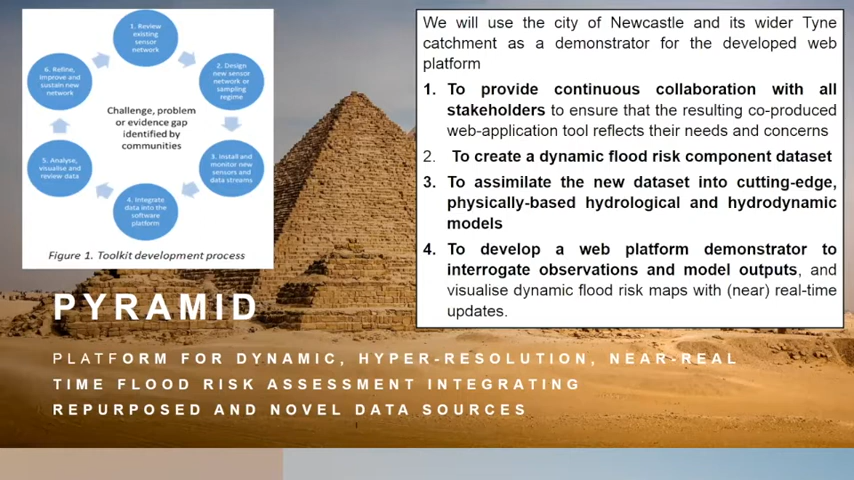 1. Review
existing
sensor
network
2. Design
new sensor
network or
sampling
regime
3. Install and
monitor new
sensors and
data streams
4. Integrate
data into the
software
platform
5. Analyse,
visualise and
review data
6. Refine,
improve and
sustain new
network
Challenge, problem
or evidence gap
identified by
communities
Figure 1. Toolkit development process
We will use the city of Newcastle and its wider Tyne
catchment as a demonstrator for the developed web
platform
1. To provide continuous collaboration with all
stakeholders to ensure that the resulting co-produced
web-application tool reflects their needs and concerns
2. To create a dynamic flood risk component dataset
3. To assimilate the new dataset into cutting-edge,
physically-based hydrological and hydrodynamic
models
4. To develop a web platform demonstrator to
interrogate observations and model outputs, and
visualise dynamic flood risk maps with (near) real-time
updates.
PYRAMID
PLATFORM FOR DYNAMIC, HYPER-RESOLUTION, NEAR-REAL
TIME FLOOD RISK ASSESSMENT INTEGRATING
REPURPOSED AND NOVEL DATA SOURCES